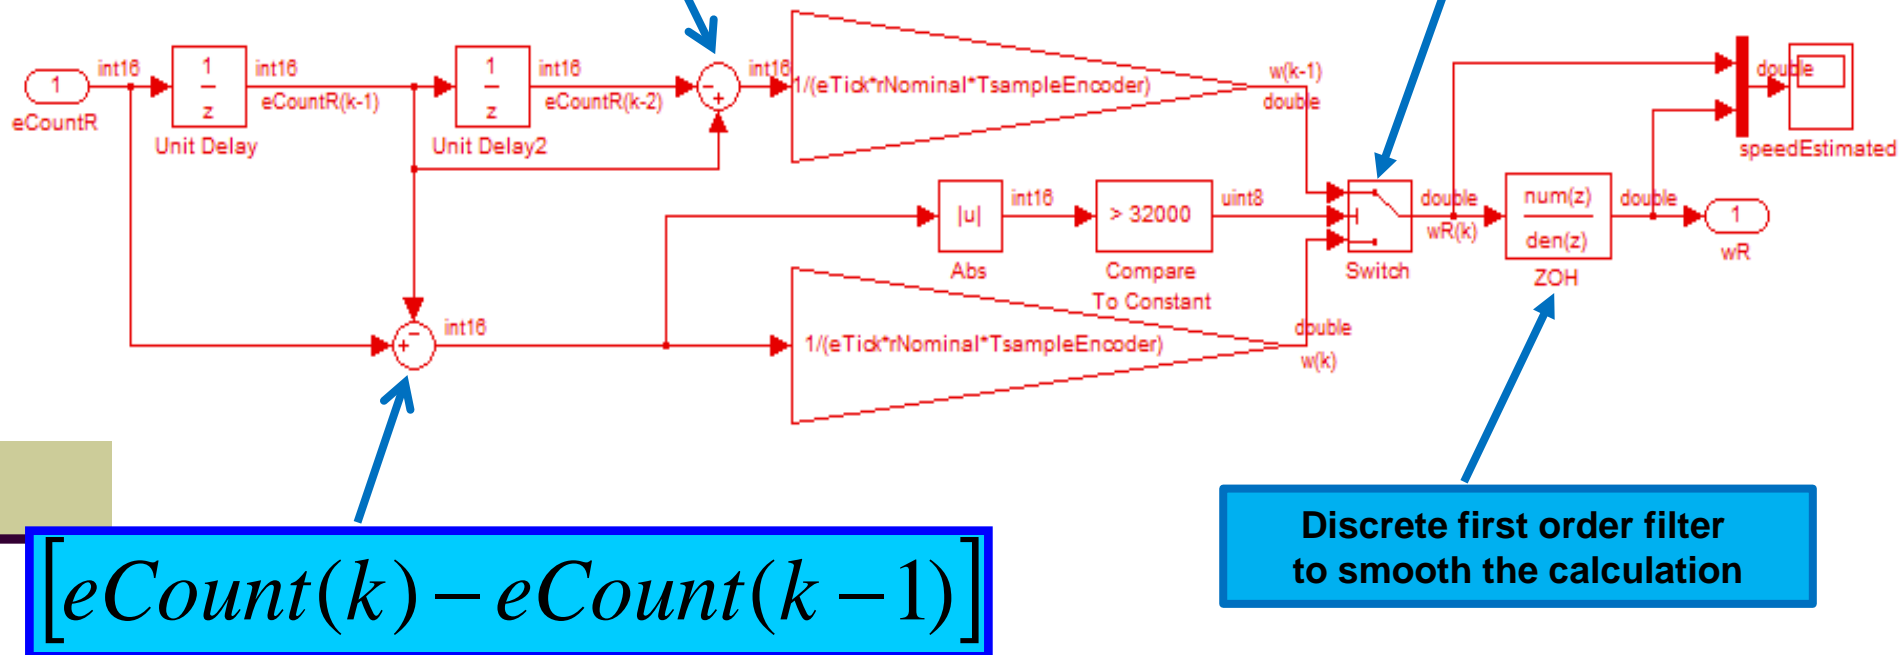 1
int16
eCountR
1
z
Unit Delay
int16
eCountR(k-1)
1
z
Unit Delay2
int16
eCountR(k-2)
int16
1/(eTick*rNominal*TsampleEncoder)
w(k-1)
double
double
speedEstimated
|u|
Abs
int16
> 32000
Compare
To Constant
uint8
Switch
double
wR(k)
num(z)
den(z)
ZOH
double
1
wR
int16
1/(eTick*rNominal*TsampleEncoder)
double
w(k)
[eCount(k) − eCount(k − 1)]
Discrete first order filter
to smooth the calculation